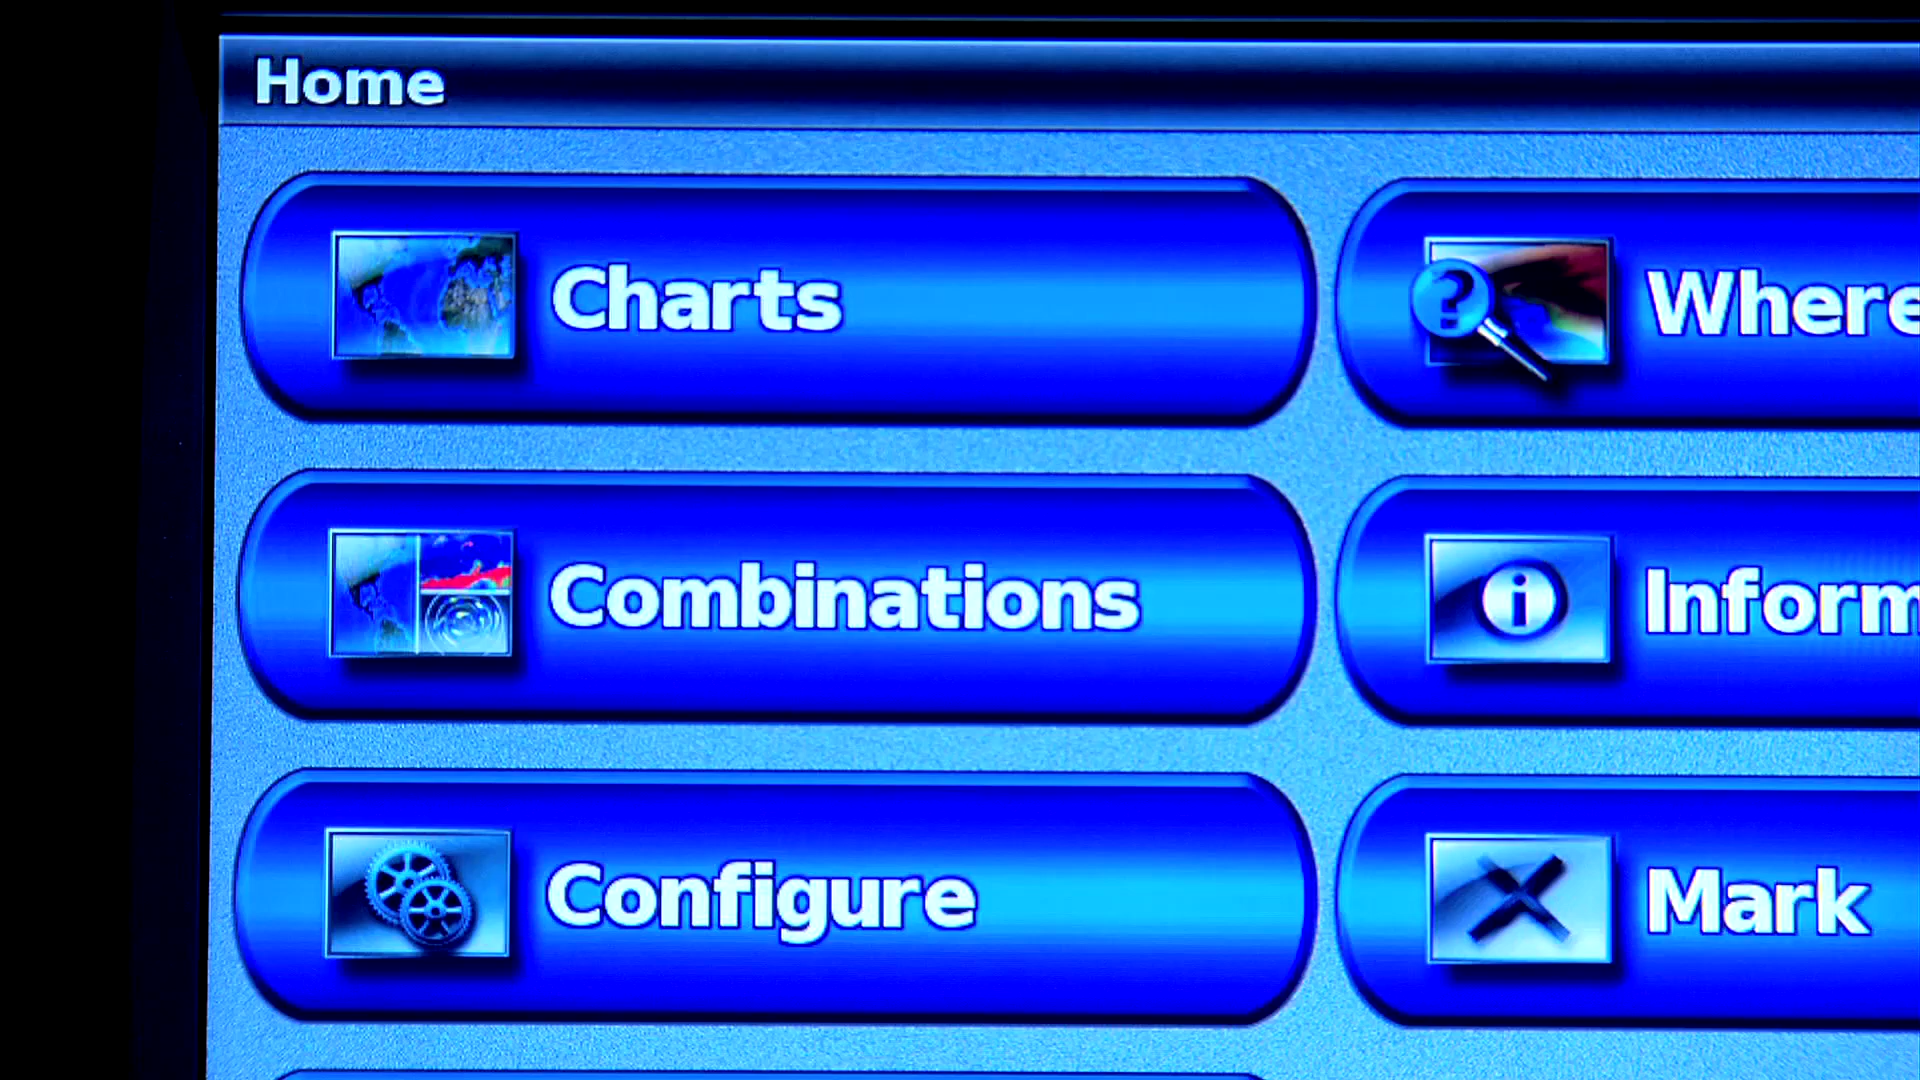 Home
Charts
Where
Combinations
Inform
Configure
Mark